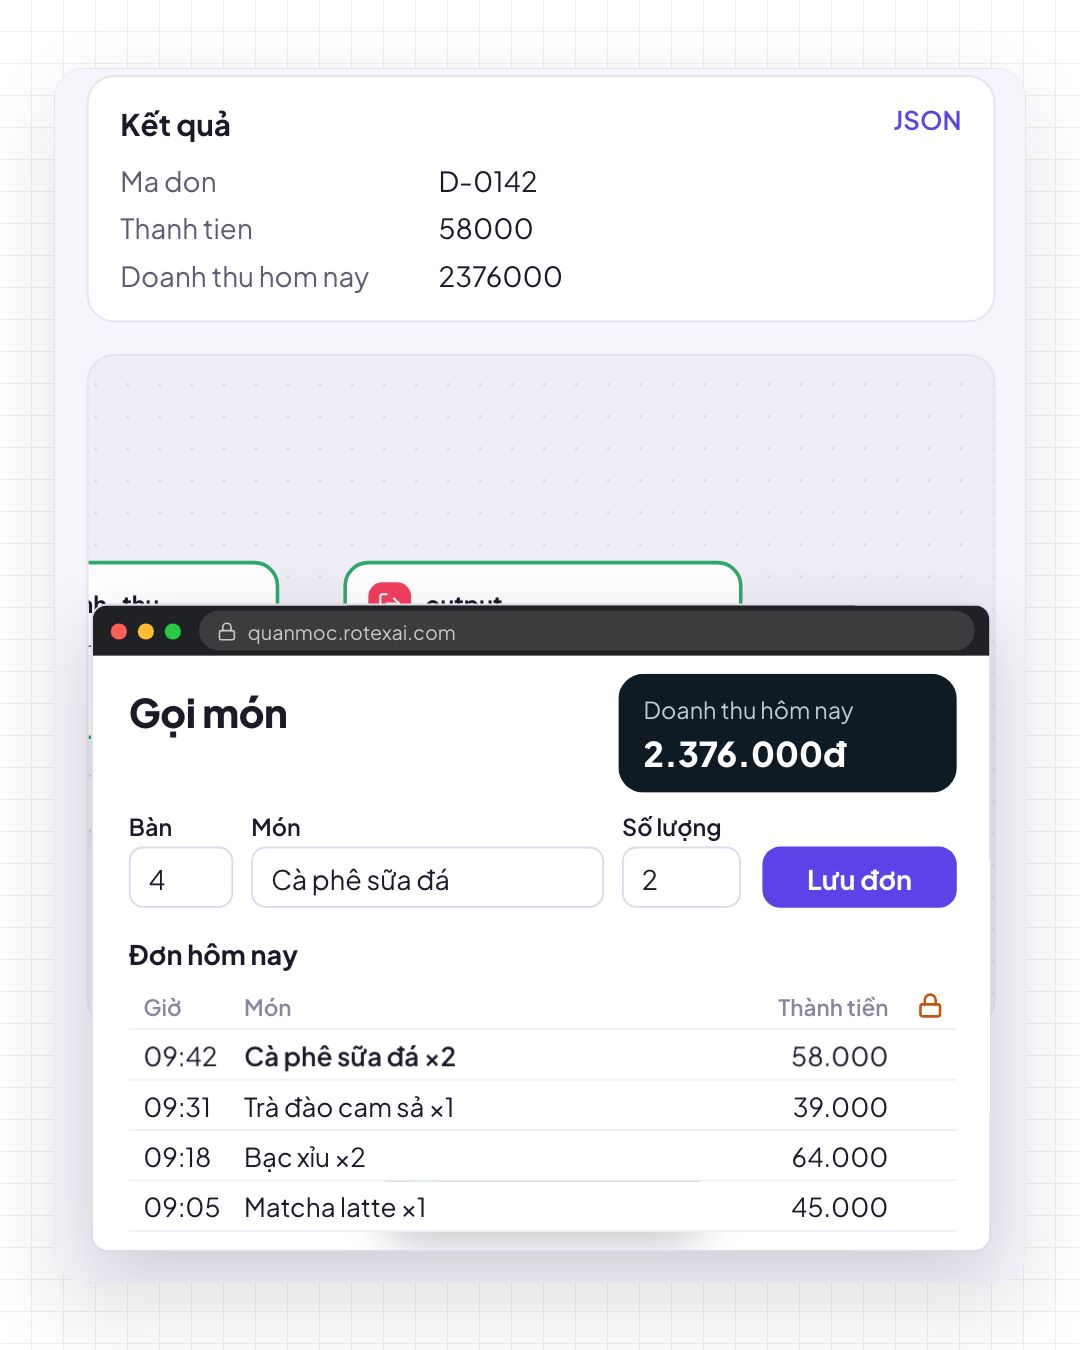 Kết quả
JSON
Ma don D-0142
Thanh tien 58000
Doanh thu hom nay 2376000
output
quanmoc.rotexai.com
Gọi món
Doanh thu hôm nay
2.376.000đ
Bàn Món Số lượng
4 Cà phê sữa đá 2 Lưu đơn
Đơn hôm nay
Giờ Món Thành tiền
09:42 Cà phê sữa đá ×2 58.000
09:31 Trà đào cam sả ×1 39.000
09:18 Bạc xỉu ×2 64.000
09:05 Matcha latte ×1 45.000